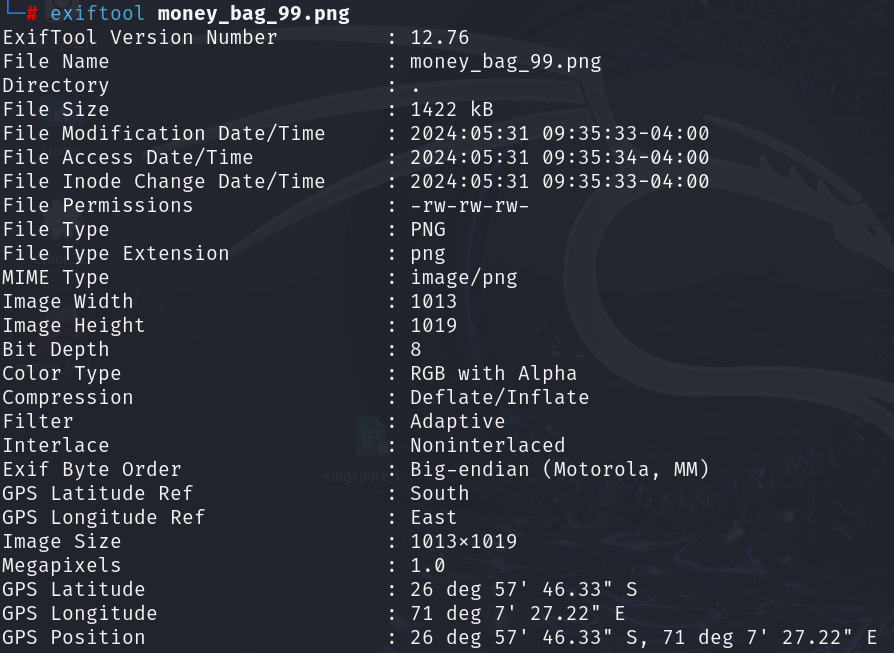 └─# exiftool money_bag_99.png
ExifTool Version Number         : 12.76
File Name                       : money_bag_99.png
Directory                       : .
File Size                       : 1422 kB
File Modification Date/Time     : 2024:05:31 09:35:33-04:00
File Access Date/Time           : 2024:05:31 09:35:34-04:00
File Inode Change Date/Time     : 2024:05:31 09:35:33-04:00
File Permissions                : -rw-rw-rw-
File Type                       : PNG
File Type Extension             : png
MIME Type                       : image/png
Image Width                     : 1013
Image Height                    : 1019
Bit Depth                       : 8
Color Type                      : RGB with Alpha
Compression                     : Deflate/Inflate
Filter                          : Adaptive
Interlace                       : Noninterlaced
Exif Byte Order                 : Big-endian (Motorola, MM)
GPS Latitude Ref                : South
GPS Longitude Ref               : East
Image Size                      : 1013x1019
Megapixels                      : 1.0
GPS Latitude                    : 26 deg 57' 46.33" S
GPS Longitude                   : 71 deg 7' 27.22" E
GPS Position                    : 26 deg 57' 46.33" S, 71 deg 7' 27.22" E